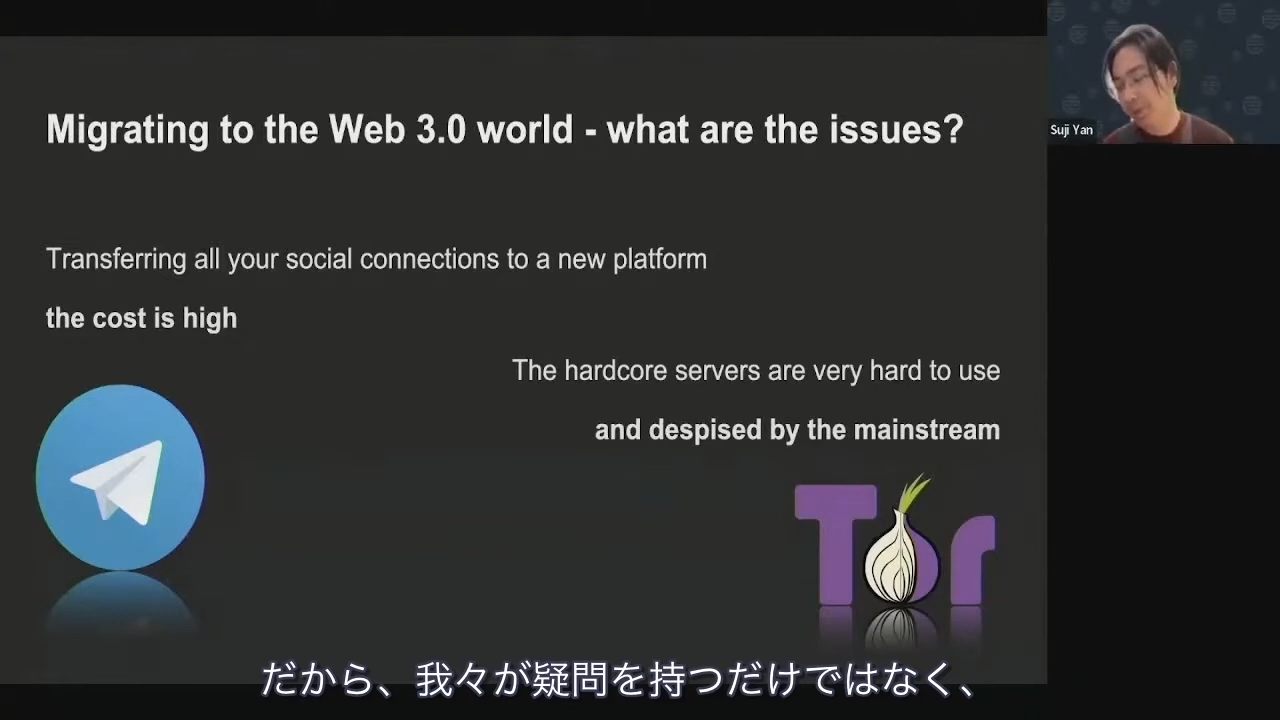 Migrating to the Web 3.0 world - what are the issues?
Suji Yan
Transferring all your social connections to a new platform
the cost is high
The hardcore servers are very hard to use
and despised by the mainstream
Tor
だから、我々が疑問を持つだけではなく、